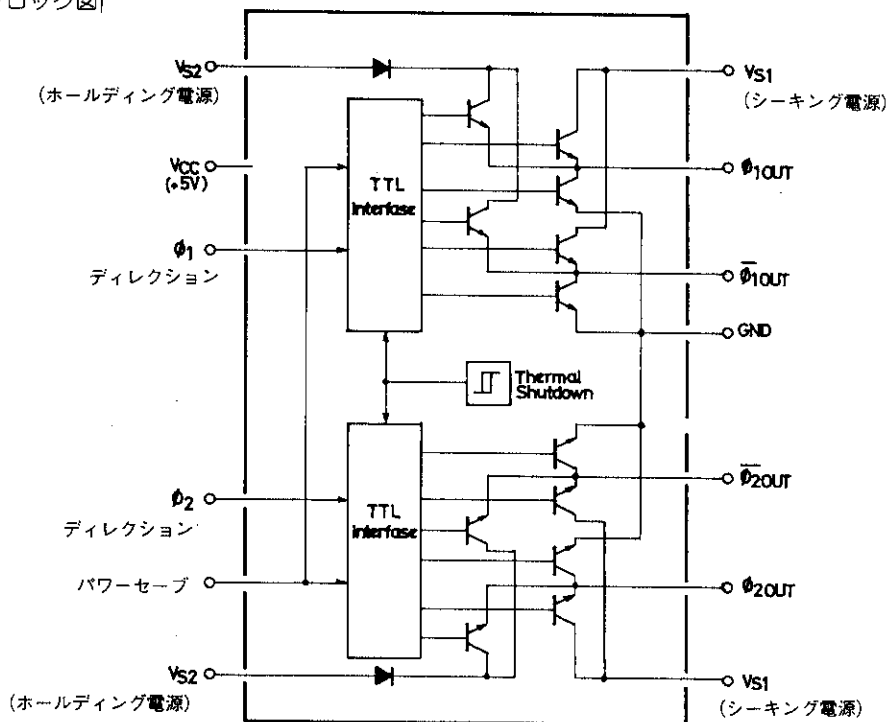 ロック図
VS2
(ホールディング電源)
VCC
(+5V)
φ1
ディレクション
TTL
interfase
VS1
(シーキング電源)
φ1OUT
φ̅1OUT
GND
Thermal
Shutdown
φ2
ディレクション
パワーセーブ
TTL
interfase
φ̅2OUT
φ2OUT
VS2
(ホールディング電源)
VS1
(シーキング電源)